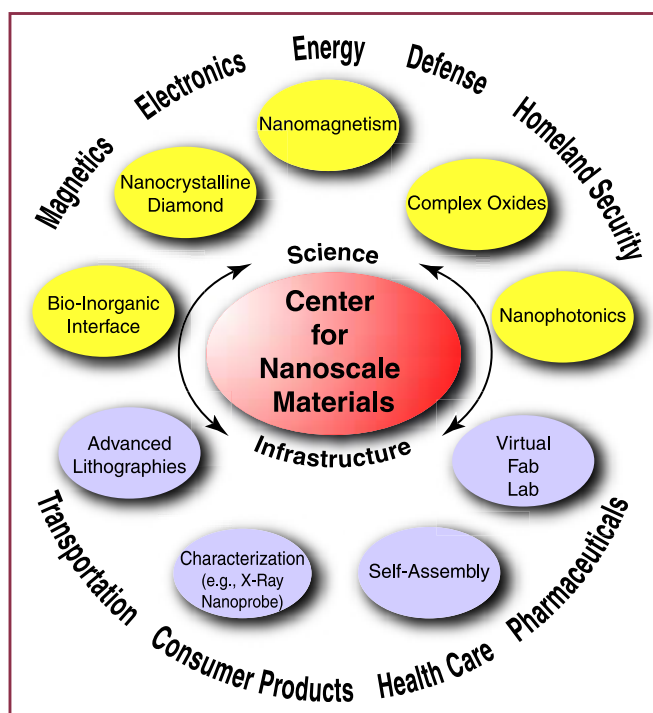 Magnetics
Electronics
Energy
Defense
Homeland Security
Nanomagnetism
Nanocrystalline
Diamond
Complex Oxides
Bio-Inorganic
Interface
Nanophotonics
Science
Center
for
Nanoscale
Materials
Infrastructure
Advanced
Lithographies
Virtual
Fab
Lab
Characterization
(e.g., X-Ray
Nanoprobe)
Self-Assembly
Transportation
Consumer Products
Health Care
Pharmaceuticals